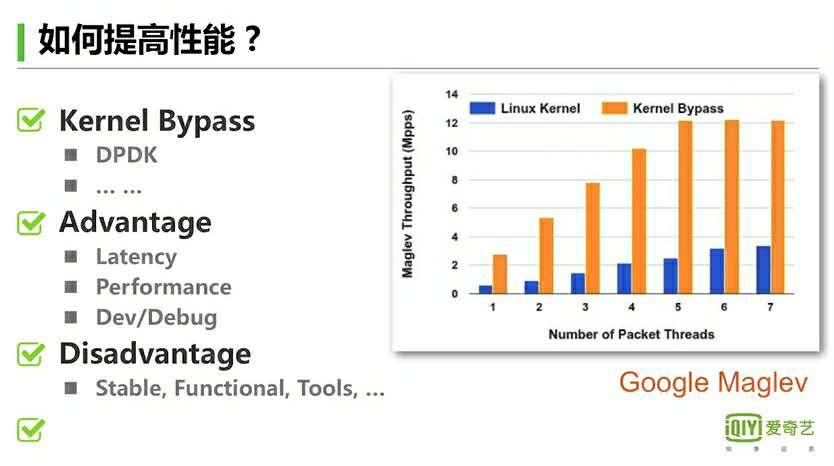 如何提高性能？
Kernel Bypass
DPDK
... ...
Advantage
Latency
Performance
Dev/Debug
Disadvantage
Stable, Functional, Tools, ...
14
12
10
8
6
4
2
0
Maglev Throughput (Mpps)
Linux Kernel
Kernel Bypass
1 2 3 4 5 6 7
Number of Packet Threads
Google Maglev
iQIYI 爱奇艺